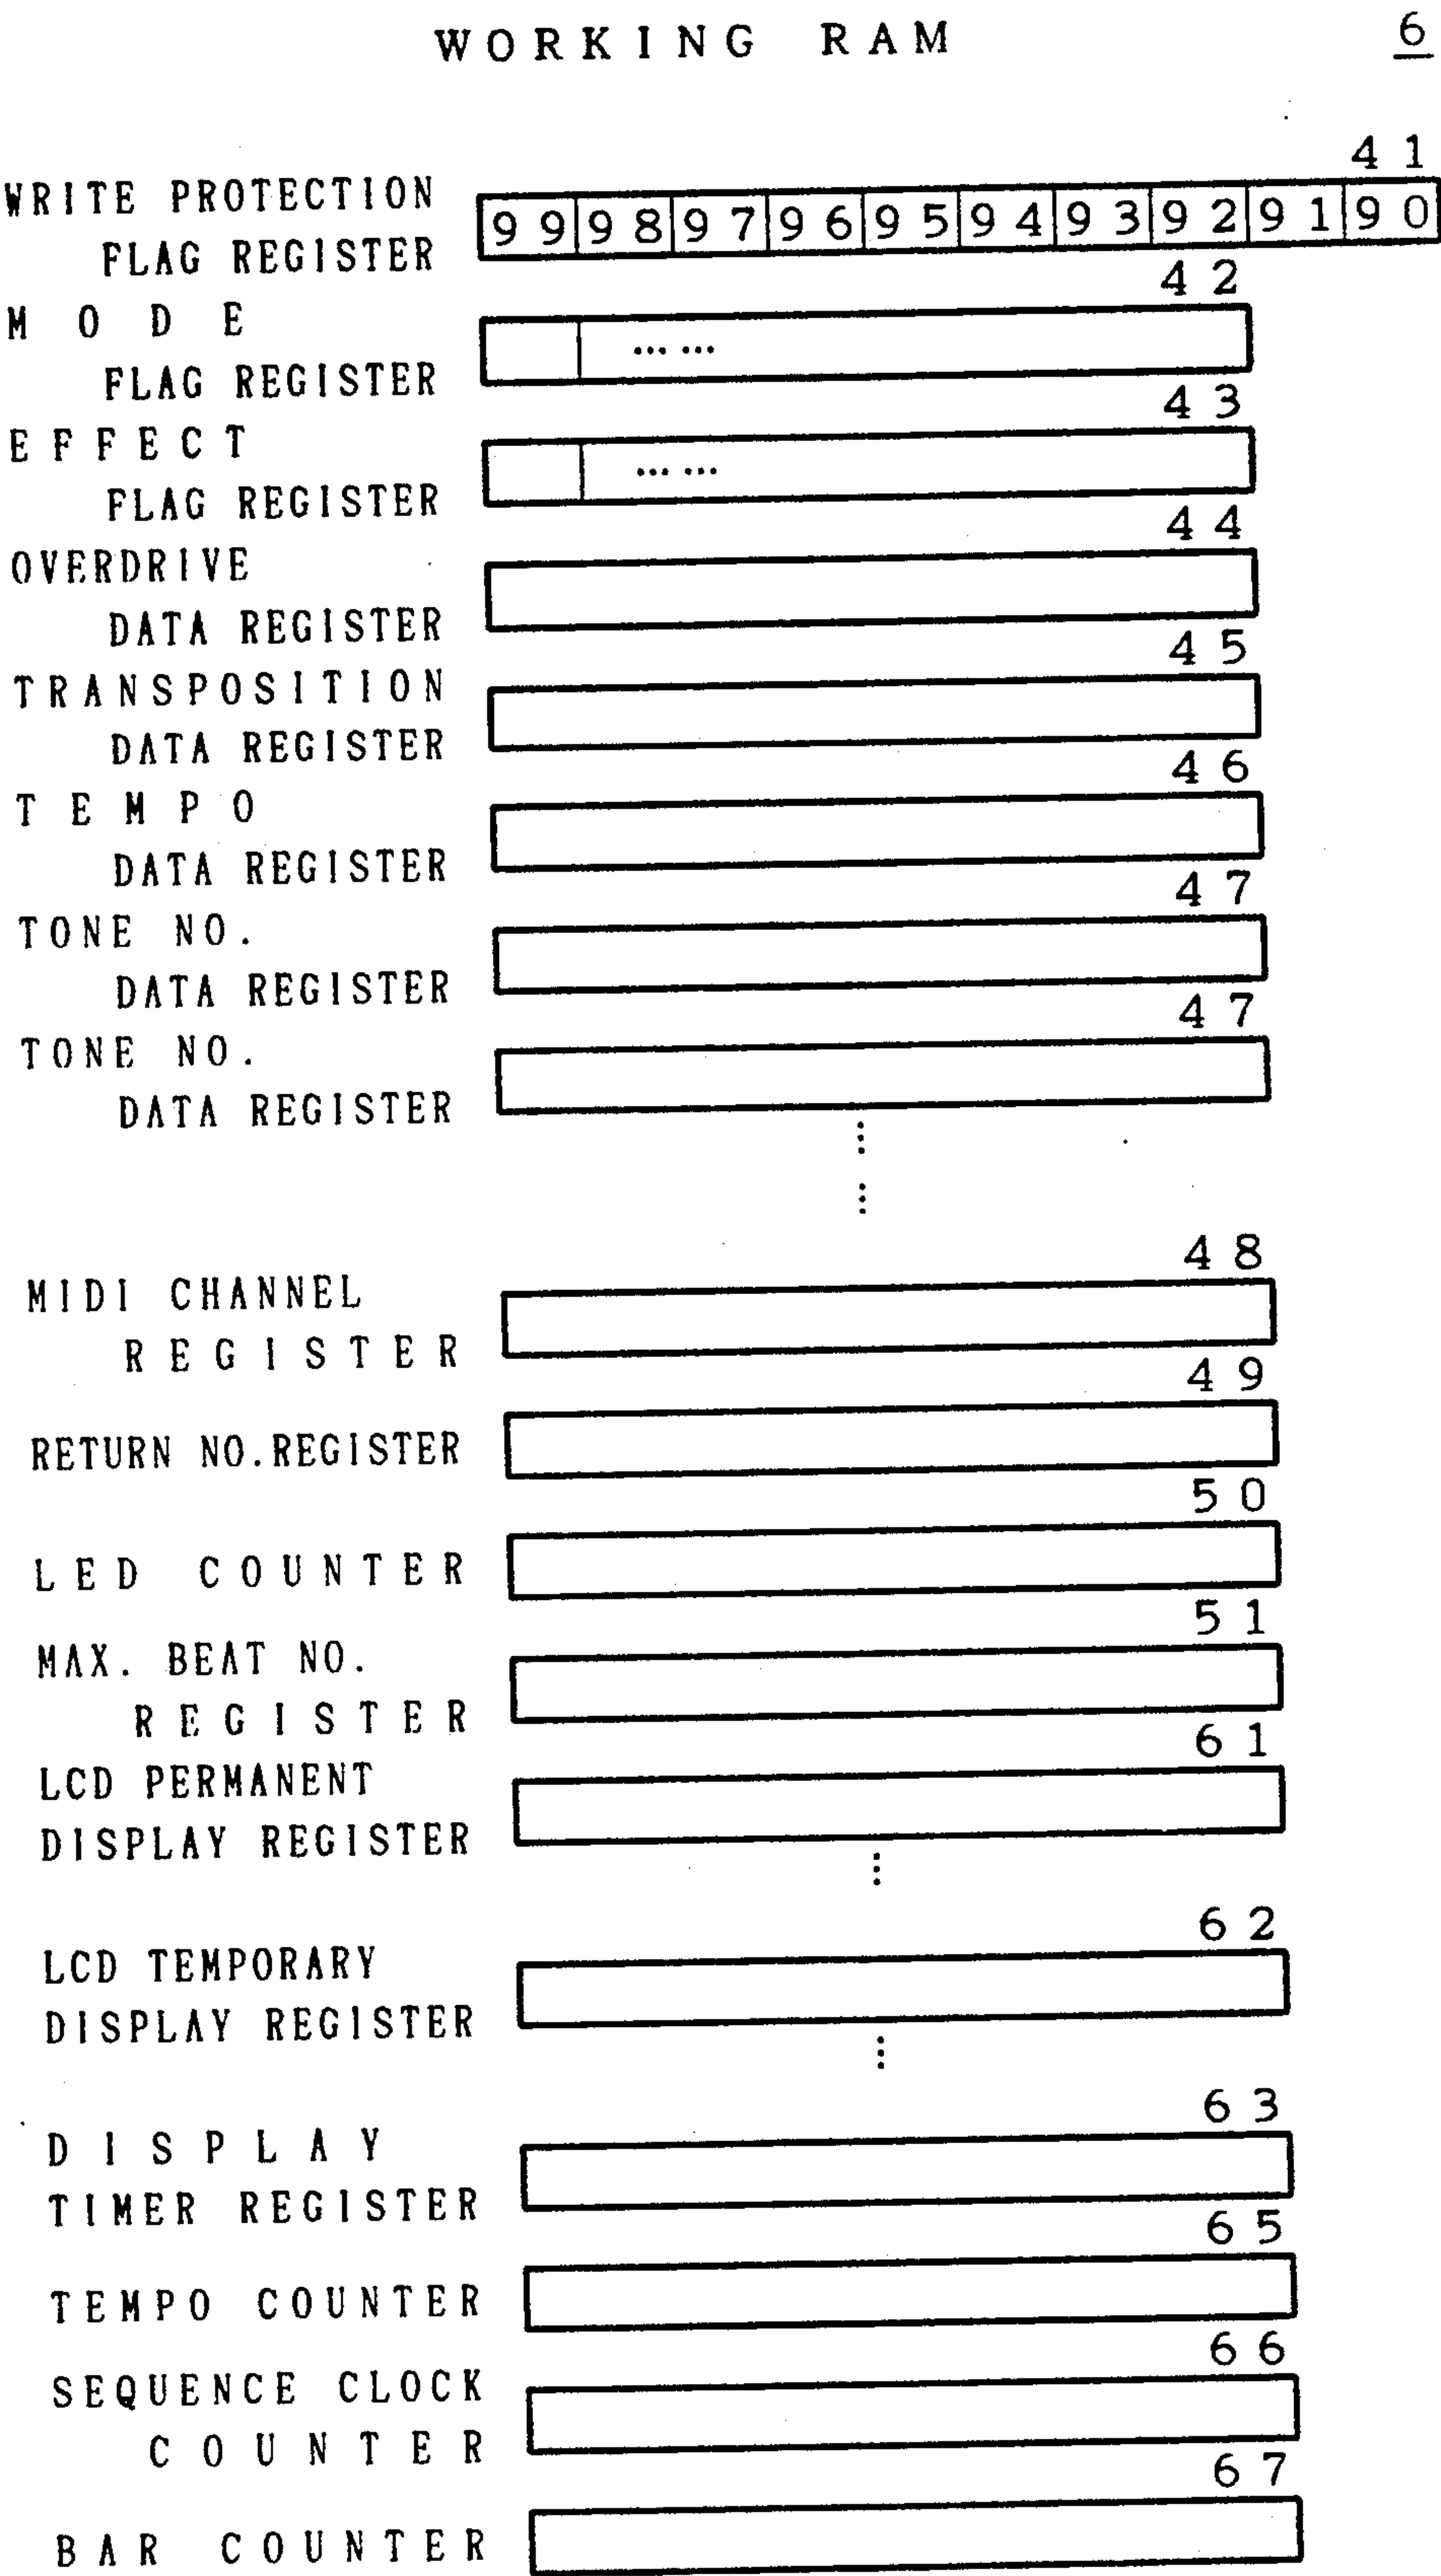 WORKING RAM 6
41
WRITE PROTECTION
FLAG REGISTER
99 98 97 96 95 94 93 92 91 90
42
MODE
FLAG REGISTER
... ...
43
EFFECT
FLAG REGISTER
... ...
44
OVERDRIVE
DATA REGISTER
45
TRANSPOSITION
DATA REGISTER
46
TEMPO
DATA REGISTER
47
TONE NO.
DATA REGISTER
47
TONE NO.
DATA REGISTER
48
MIDI CHANNEL
REGISTER
49
RETURN NO.REGISTER
50
LED COUNTER
51
MAX. BEAT NO.
REGISTER
61
LCD PERMANENT
DISPLAY REGISTER
62
LCD TEMPORARY
DISPLAY REGISTER
63
DISPLAY
TIMER REGISTER
65
TEMPO COUNTER
66
SEQUENCE CLOCK
COUNTER
67
BAR COUNTER